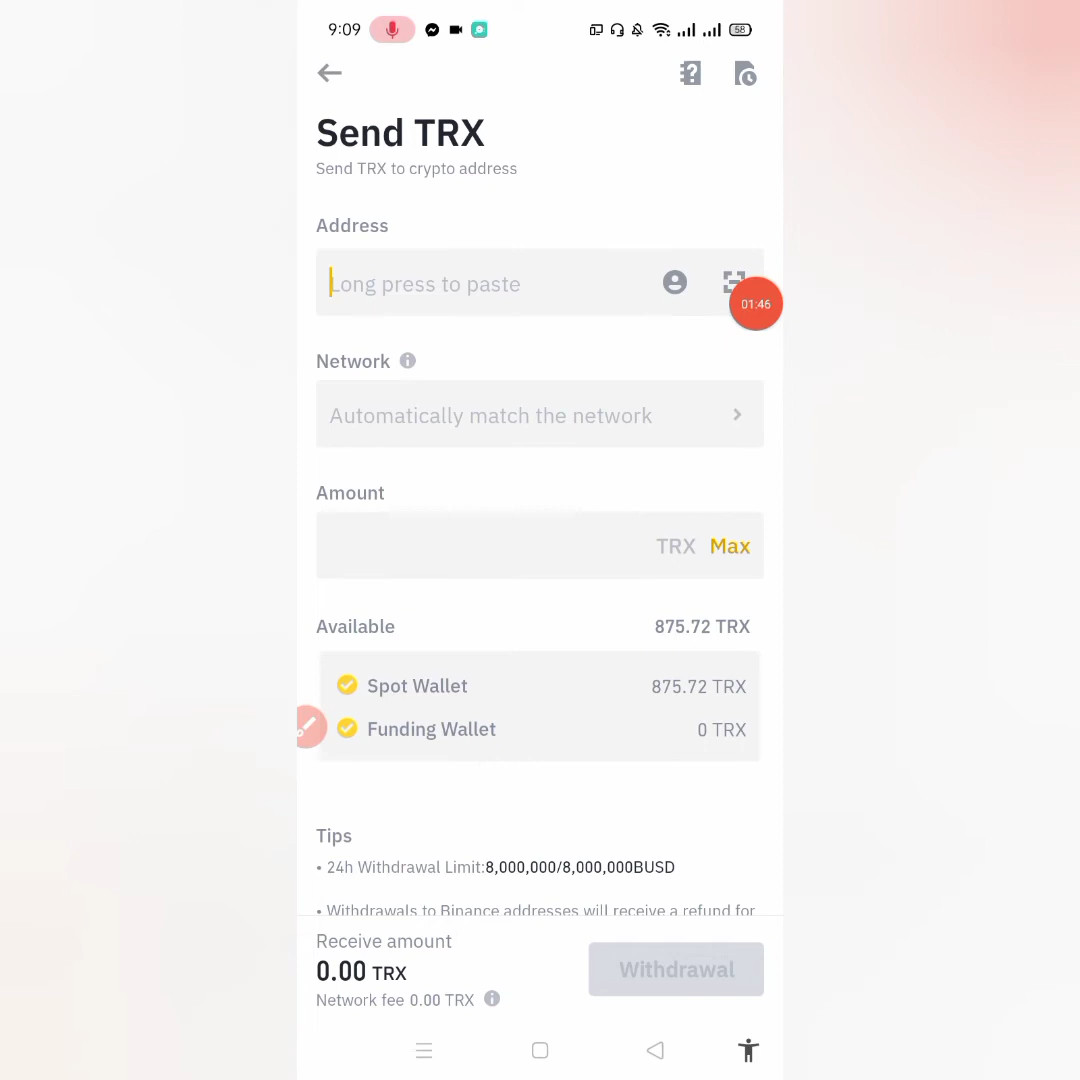 9:09
58
Send TRX
Send TRX to crypto address
Address
Long press to paste
01:46
Network
Automatically match the network
Amount
TRX Max
Available 875.72 TRX
Spot Wallet 875.72 TRX
Funding Wallet 0 TRX
Tips
• 24h Withdrawal Limit:8,000,000/8,000,000BUSD
• Withdrawals to Binance addresses will receive a refund for
Receive amount
0.00 TRX
Withdrawal
Network fee 0.00 TRX